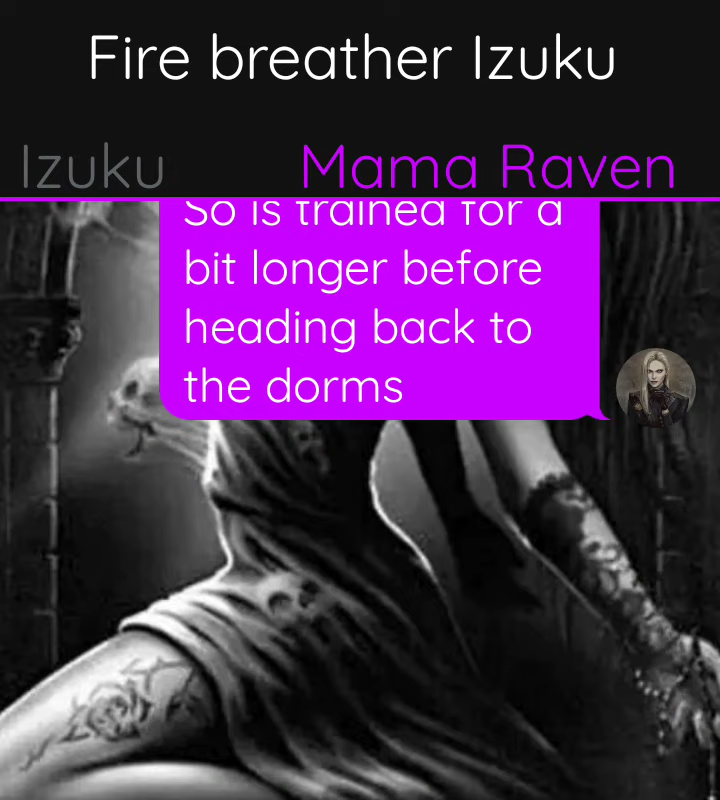 Fire breather Izuku
Izuku
Mama Raven
So is trained for a
bit longer before
heading back to
the dorms